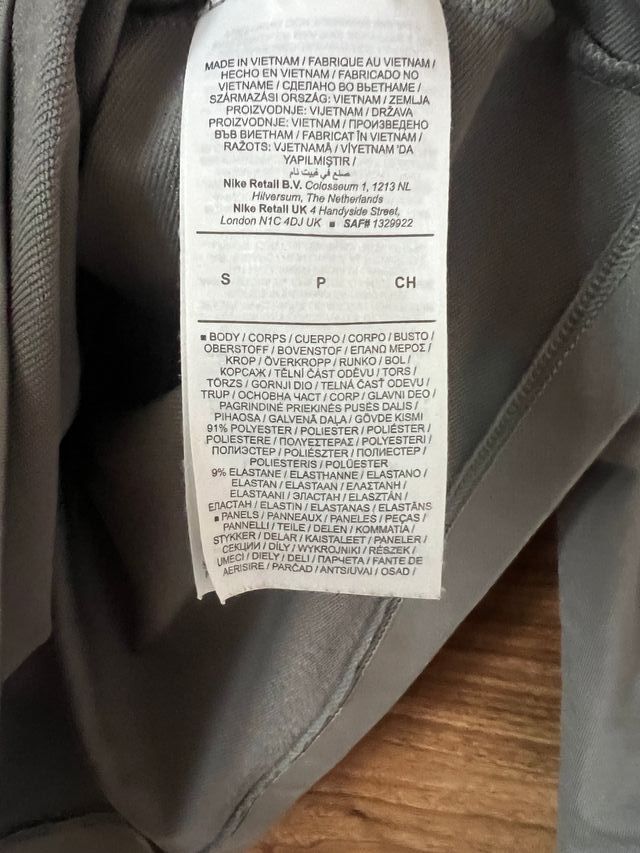 MADE IN VIETNAM / FABRIQUE AU VIETNAM /
HECHO EN VIETNAM / FABRICADO NO
VIETNAME / СДЕЛАНО ВО ВЬЕТНАМЕ /
SZÁRMAZÁSI ORSZÁG: VIETNAM / ZEMLJA
PROIZVODNJE: VIJETNAM / DRŽAVA
PROIZVODNJE: VIETNAM / ПРОИЗВЕДЕНО
ВЪВ ВИЕТНАМ / FABRICAT ÎN VIETNAM /
RAŽOTS: VJETNAMĀ / VİYETNAM 'DA
YAPILMIŞTIR /
صنع في فييت نام
Nike Retail B.V. Colosseum 1, 1213 NL
Hilversum, The Netherlands
Nike Retail UK 4 Handyside Street,
London N1C 4DJ UK ■ SAF# 1329922
S P CH
■ BODY / CORPS / CUERPO / CORPO / BUSTO /
OBERSTOFF / BOVENSTOF / ΕΠΑΝΩ ΜΕΡΟΣ /
KROP / ÖVERKROPP / RUNKO / BOL /
КОРСАЖ / TĚLNÍ ČÁST ODĚVU / TORS /
TÖRZS / GORNJI DIO / TELNÁ ČASŤ ODEVU /
TRUP / ОСНОВНА ЧАСТ / CORP / GLAVNI DEO /
PAGRINDINĖ PRIEKINĖS PUSĖS DALIS /
PIHAOSA / GALVENĀ DAĻA / GÖVDE KISMI
91% POLYESTER / POLIESTER / POLIÉSTER /
POLIESTERE / ΠΟΛΥΕΣΤΕΡΑΣ / POLYESTERI /
ПОЛИЭСТЕР / POLIÉSZTER / ПОЛИЕСТЕР /
POLIESTERIS / POLÜESTER
9% ELASTANE / ELASTHANNE / ELASTANO /
ELASTAN / ELASTAAN / ΕΛΑΣΤΑΝΗ /
ELASTAANI / ЭЛАСТАН / ELASZTÁN /
ЕЛАСТАН / ELASTIN / ELASTANAS / ELASTĀNS
■ PANELS / PANNEAUX / PANELES / PEÇAS /
PANNELLI / TEILE / DELEN / ΚΟΜΜΑΤΙΑ /
STYKKER / DELAR / KAISTALEET / PANELER /
СЕКЦИИ / DÍLY / WYKROJNIKI / RÉSZEK /
UMECI / DIELY / DELI / ПАРЧЕТА / FANTE DE
AERISIRE / PARČAD / ANTSIUVAI / OSAD /